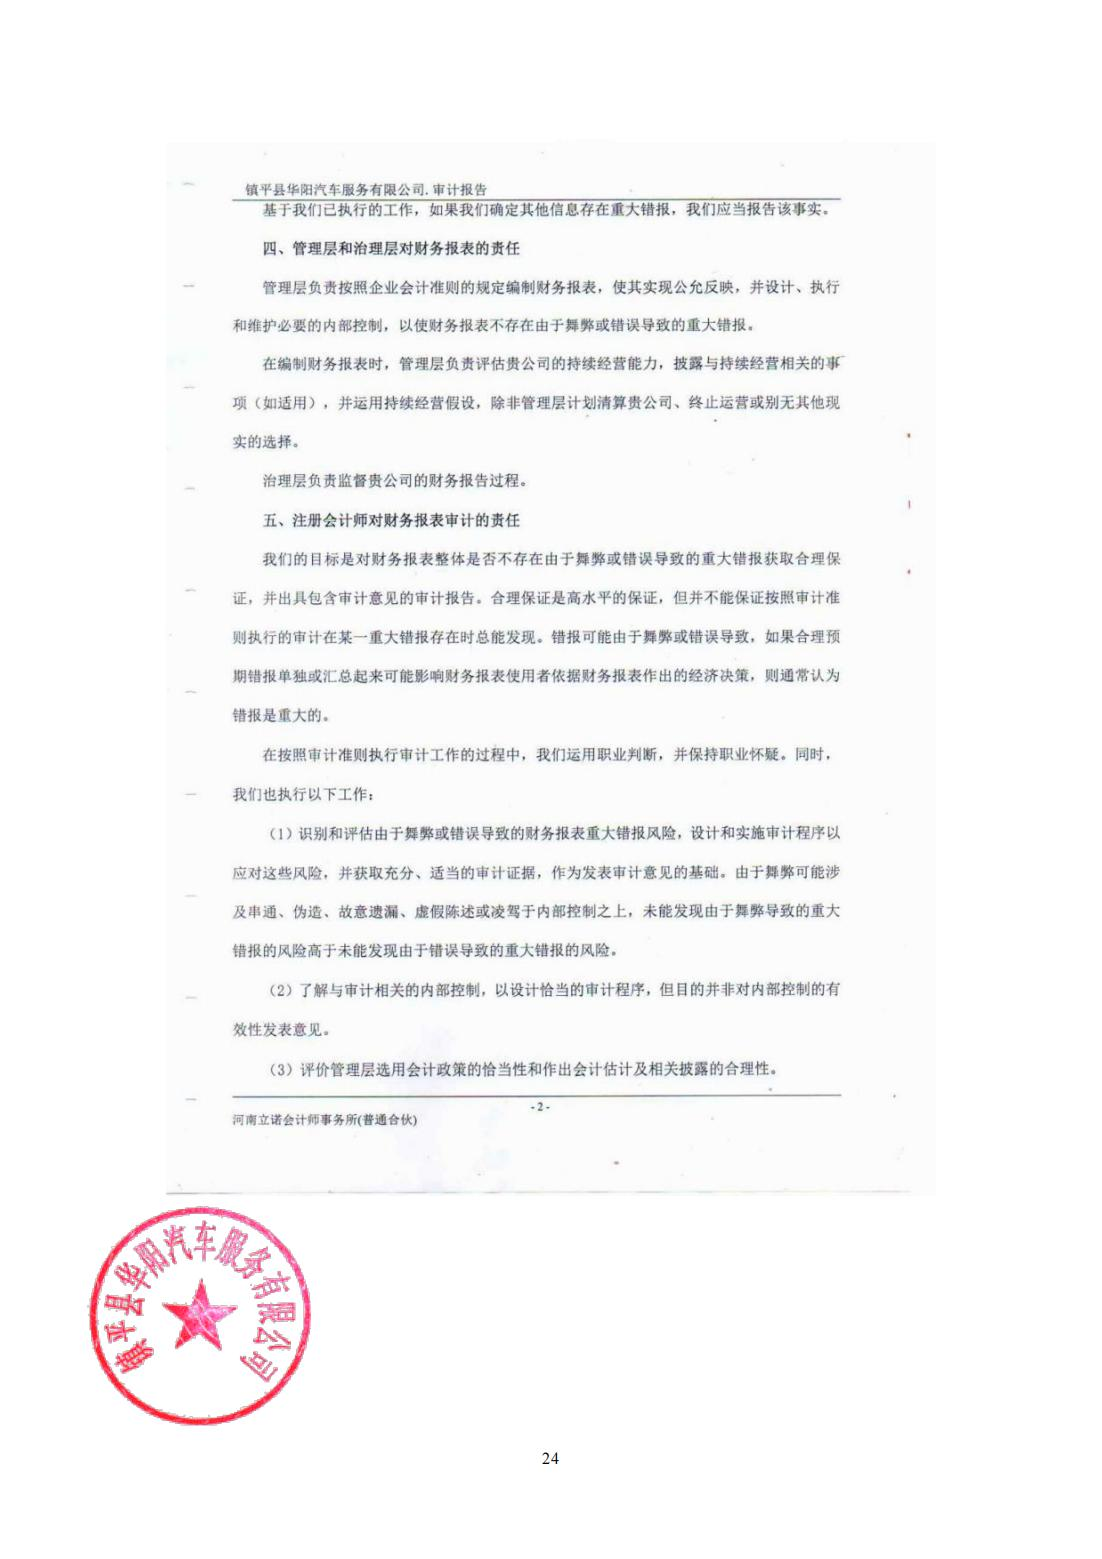 镇平县华阳汽车服务有限公司.审计报告
基于我们已执行的工作，如果我们确定其他信息存在重大错报，我们应当报告该事实。
四、管理层和治理层对财务报表的责任
管理层负责按照企业会计准则的规定编制财务报表，使其实现公允反映，并设计、执行
和维护必要的内部控制，以使财务报表不存在由于舞弊或错误导致的重大错报。
在编制财务报表时，管理层负责评估贵公司的持续经营能力，披露与持续经营相关的事
项（如适用），并运用持续经营假设，除非管理层计划清算贵公司、终止运营或别无其他现
实的选择。
治理层负责监督贵公司的财务报告过程。
五、注册会计师对财务报表审计的责任
我们的目标是对财务报表整体是否不存在由于舞弊或错误导致的重大错报获取合理保
证，并出具包含审计意见的审计报告。合理保证是高水平的保证，但并不能保证按照审计准
则执行的审计在某一重大错报存在时总能发现。错报可能由于舞弊或错误导致，如果合理预
期错报单独或汇总起来可能影响财务报表使用者依据财务报表作出的经济决策，则通常认为
错报是重大的。
在按照审计准则执行审计工作的过程中，我们运用职业判断，并保持职业怀疑。同时，
我们也执行以下工作：
（1）识别和评估由于舞弊或错误导致的财务报表重大错报风险，设计和实施审计程序以
应对这些风险，并获取充分、适当的审计证据，作为发表审计意见的基础。由于舞弊可能涉
及串通、伪造、故意遗漏、虚假陈述或凌驾于内部控制之上，未能发现由于舞弊导致的重大
错报的风险高于未能发现由于错误导致的重大错报的风险。
（2）了解与审计相关的内部控制，以设计恰当的审计程序，但目的并非对内部控制的有
效性发表意见。
（3）评价管理层选用会计政策的恰当性和作出会计估计及相关披露的合理性。
-2-
河南立诺会计师事务所(普通合伙)
镇平县华阳汽车服务有限公司
24